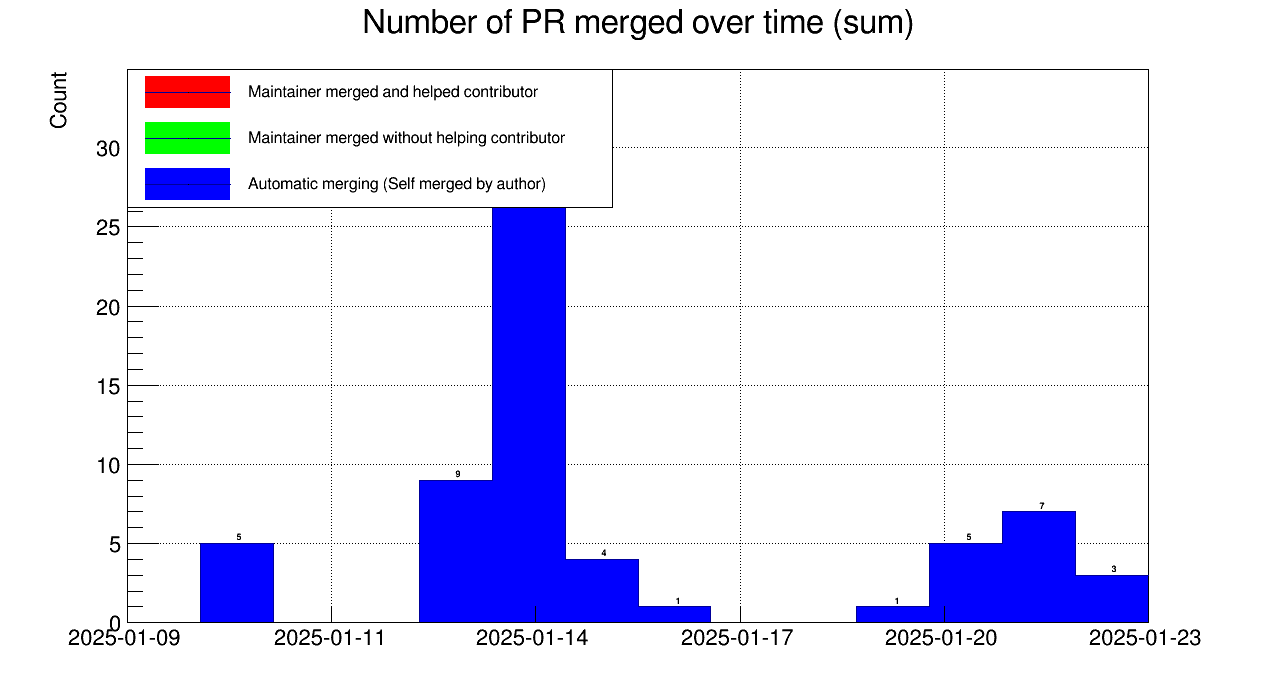 Number of PR merged over time (sum)
Count
Maintainer merged and helped contributor
Maintainer merged without helping contributor
Automatic merging (Self merged by author)
30
25
20
15
10
5
0
9
5
4
1
1
5
7
3
2025-01-09 2025-01-11 2025-01-14 2025-01-17 2025-01-20 2025-01-23